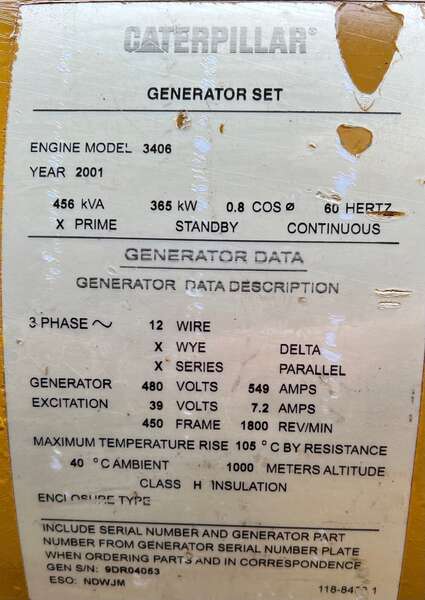 CATERPILLAR®
GENERATOR SET
ENGINE MODEL 3406
YEAR 2001
456 kVA 365 kW 0.8 COS Ø 60 HERTZ
X PRIME STANDBY CONTINUOUS
GENERATOR DATA
GENERATOR DATA DESCRIPTION
3 PHASE ~ 12 WIRE
X WYE DELTA
X SERIES PARALLEL
GENERATOR 480 VOLTS 549 AMPS
EXCITATION 39 VOLTS 7.2 AMPS
450 FRAME 1800 REV/MIN
MAXIMUM TEMPERATURE RISE 105 °C BY RESISTANCE
40 °C AMBIENT 1000 METERS ALTITUDE
CLASS H INSULATION
ENCLOSURE TYPE
INCLUDE SERIAL NUMBER AND GENERATOR PART
NUMBER FROM GENERATOR SERIAL NUMBER PLATE
WHEN ORDERING PARTS AND IN CORRESPONDENCE
GEN S/N: 9DR04053
ESO: NDWJM